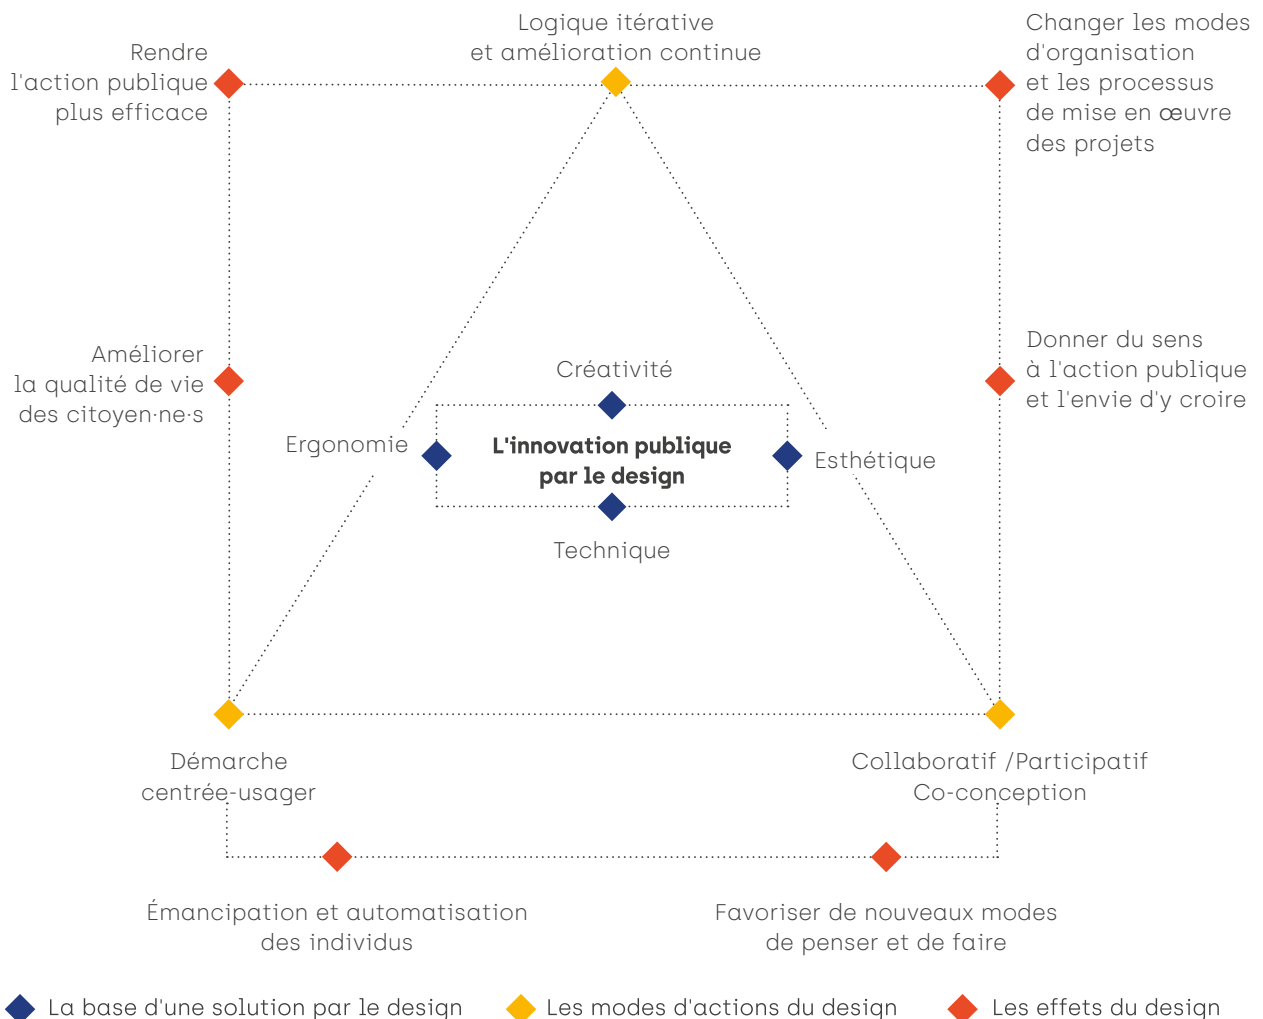 Logique itérative
et amélioration continue
Rendre
l'action publique
plus efficace
Changer les modes
d'organisation
et les processus
de mise en œuvre
des projets
Améliorer
la qualité de vie
des citoyen·ne·s
Donner du sens
à l'action publique
et l'envie d'y croire
Créativité
Ergonomie
L'innovation publique
par le design
Esthétique
Technique
Démarche
centrée-usager
Collaboratif /Participatif
Co-conception
Émancipation et automatisation
des individus
Favoriser de nouveaux modes
de penser et de faire
La base d'une solution par le design
Les modes d'actions du design
Les effets du design